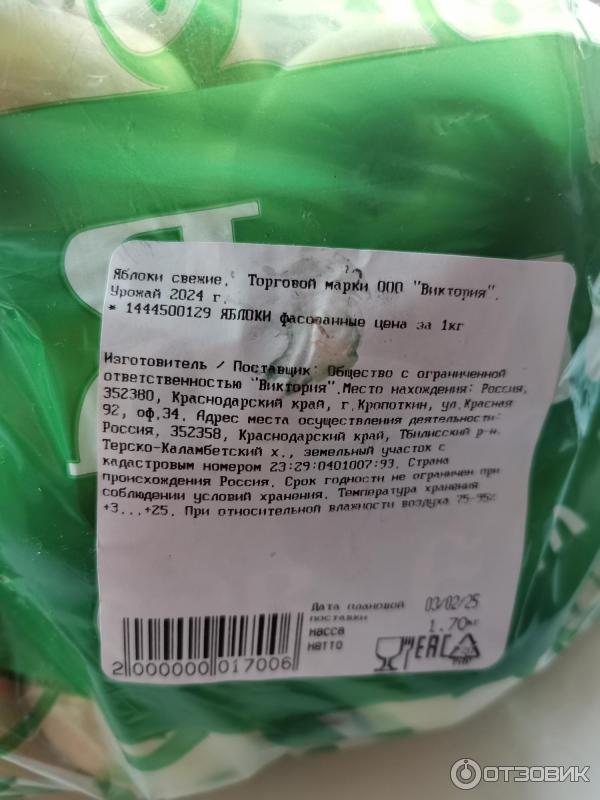 Я
Яблоки свежие. Торговой марки ООО "Виктория".
Урожай 2024 г.
* 1444500129 ЯБЛОКИ фасованные цена за 1кг
Изготовитель / Поставщик: Общество с ограниченной
ответственностью "Виктория".Место нахождения: Россия,
352380, Краснодарский край, г.Кропоткин, ул.Красная
92, оф.34. Адрес места осуществления деятельности:
Россия, 352358, Краснодарский край, Тбилисский р-н,
Терско-Каламбетский х., земельный участок с
кадастровым номером 23:29:0401007:93. Страна
происхождения Россия. Срок годности не ограничен при
соблюдении условий хранения. Температура хранения
+3...+25. При относительной влажности воздуха 75-95%
Дата плановой поставки 03/02/25
масса нетто 1.70кг
2 000000 017006
EAC
ОТЗОВИК